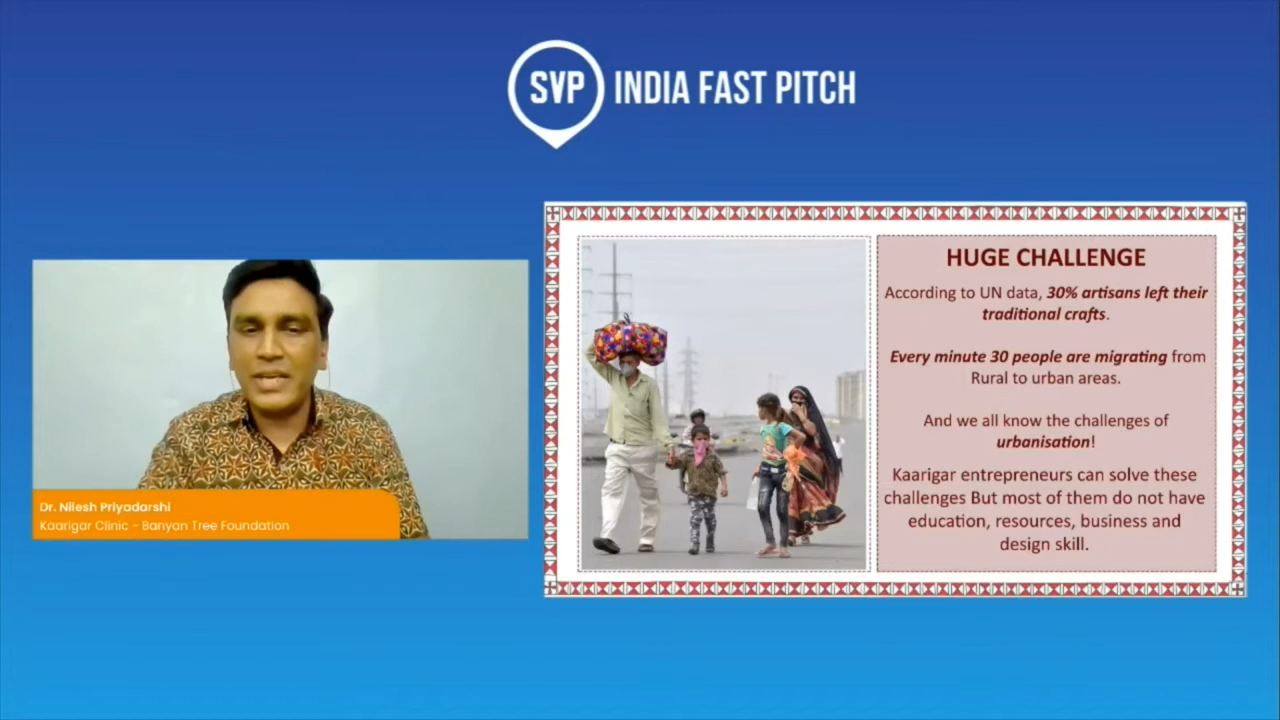 SVP INDIA FAST PITCH
Dr. Nilesh Priyadarshi
Kaarigar Clinic - Banyan Tree Foundation
HUGE CHALLENGE
According to UN data, 30% artisans left their
traditional crafts.
Every minute 30 people are migrating from
Rural to urban areas.
And we all know the challenges of
urbanisation!
Kaarigar entrepreneurs can solve these
challenges But most of them do not have
education, resources, business and
design skill.